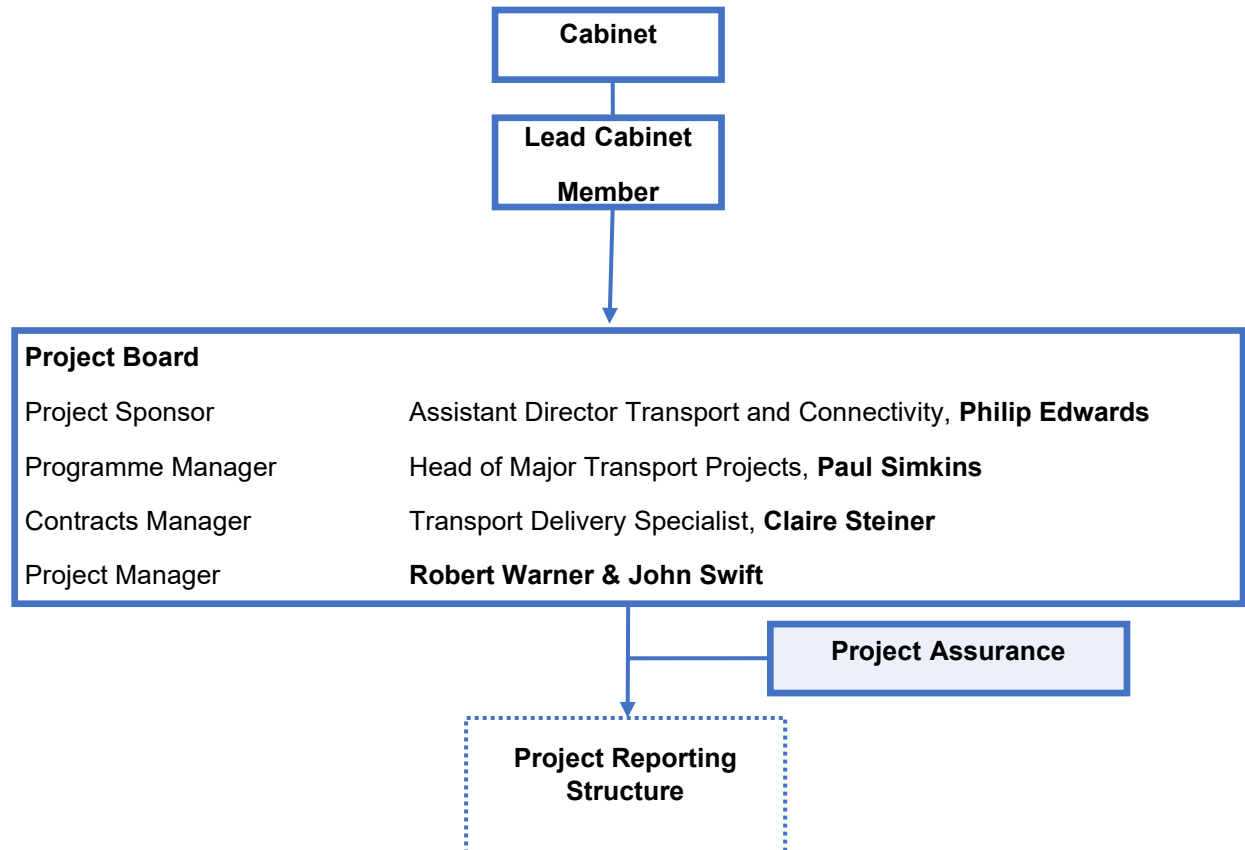 Cabinet
Lead Cabinet
Member
Project Board
Project Sponsor Assistant Director Transport and Connectivity, Philip Edwards
Programme Manager Head of Major Transport Projects, Paul Simkins
Contracts Manager Transport Delivery Specialist, Claire Steiner
Project Manager Robert Warner & John Swift
Project Assurance
Project Reporting
Structure